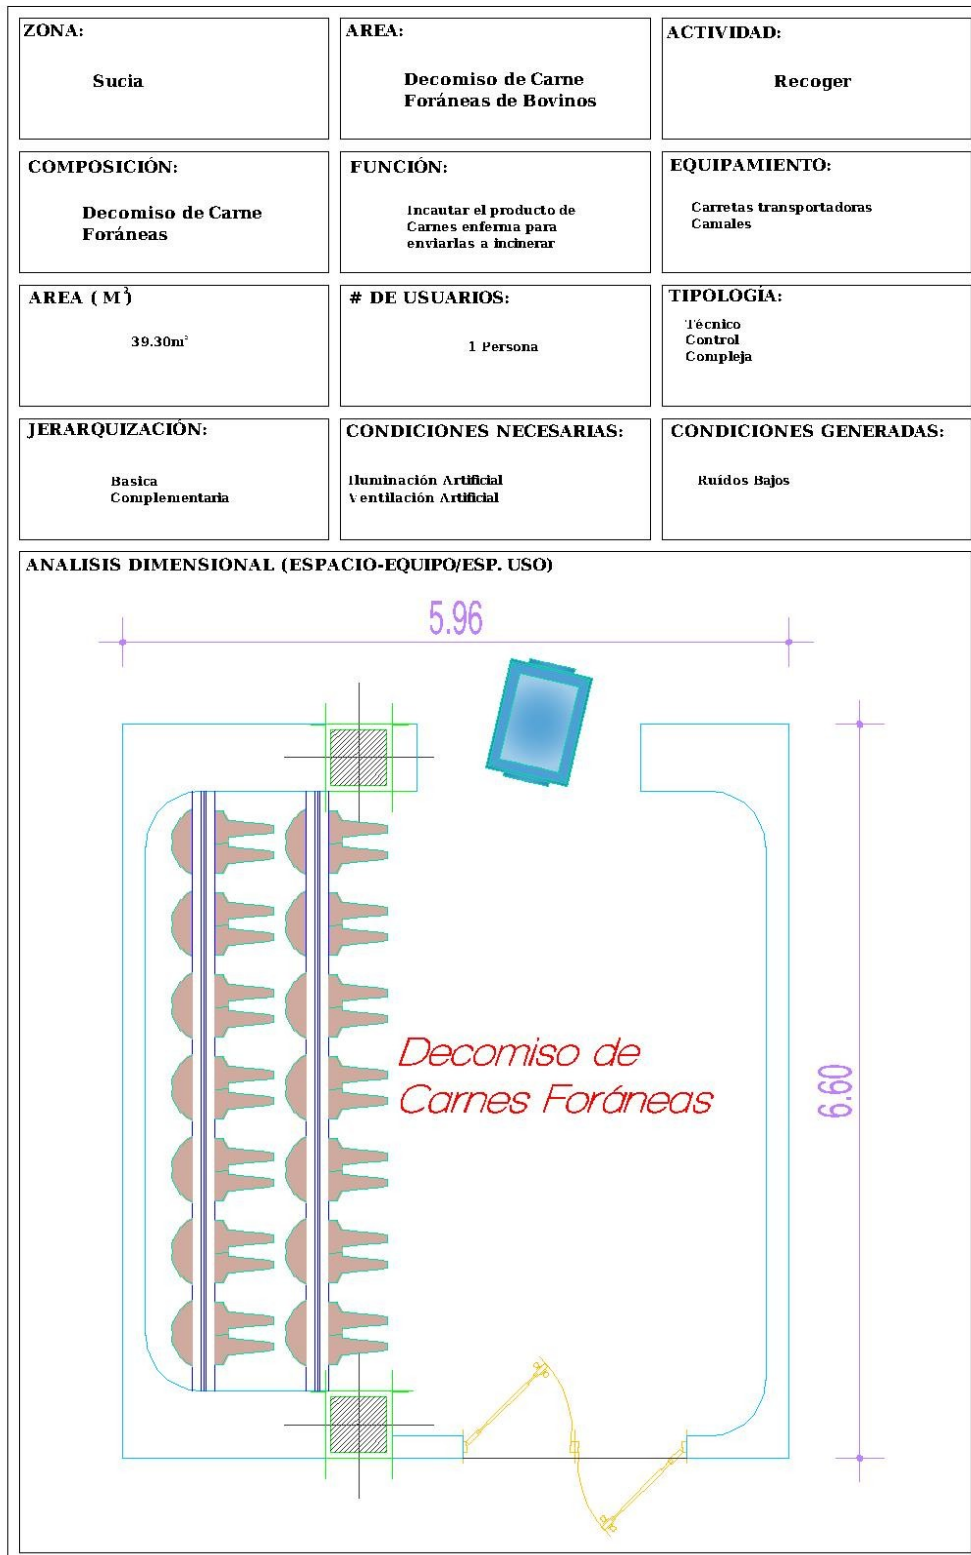 ZONA:
Sucia
AREA:
Decomiso de Carne
Foráneas de Bovinos
ACTIVIDAD:
Recoger
COMPOSICIÓN:
Decomiso de Carne
Foráneas
FUNCIÓN:
Incautar el producto de
Carnes enferma para
enviarlas a incinerar
EQUIPAMIENTO:
Carretas transportadoras
Camales
AREA ( M²)
39.30m²
# DE USUARIOS:
1 Persona
TIPOLOGÍA:
Técnico
Control
Compleja
JERARQUIZACIÓN:
Basica
Complementaria
CONDICIONES NECESARIAS:
Iluminación Artificial
Ventilación Artificial
CONDICIONES GENERADAS:
Ruídos Bajos
ANALISIS DIMENSIONAL (ESPACIO-EQUIPO/ESP. USO)
5.96
Decomiso de
Carnes Foráneas
6.60